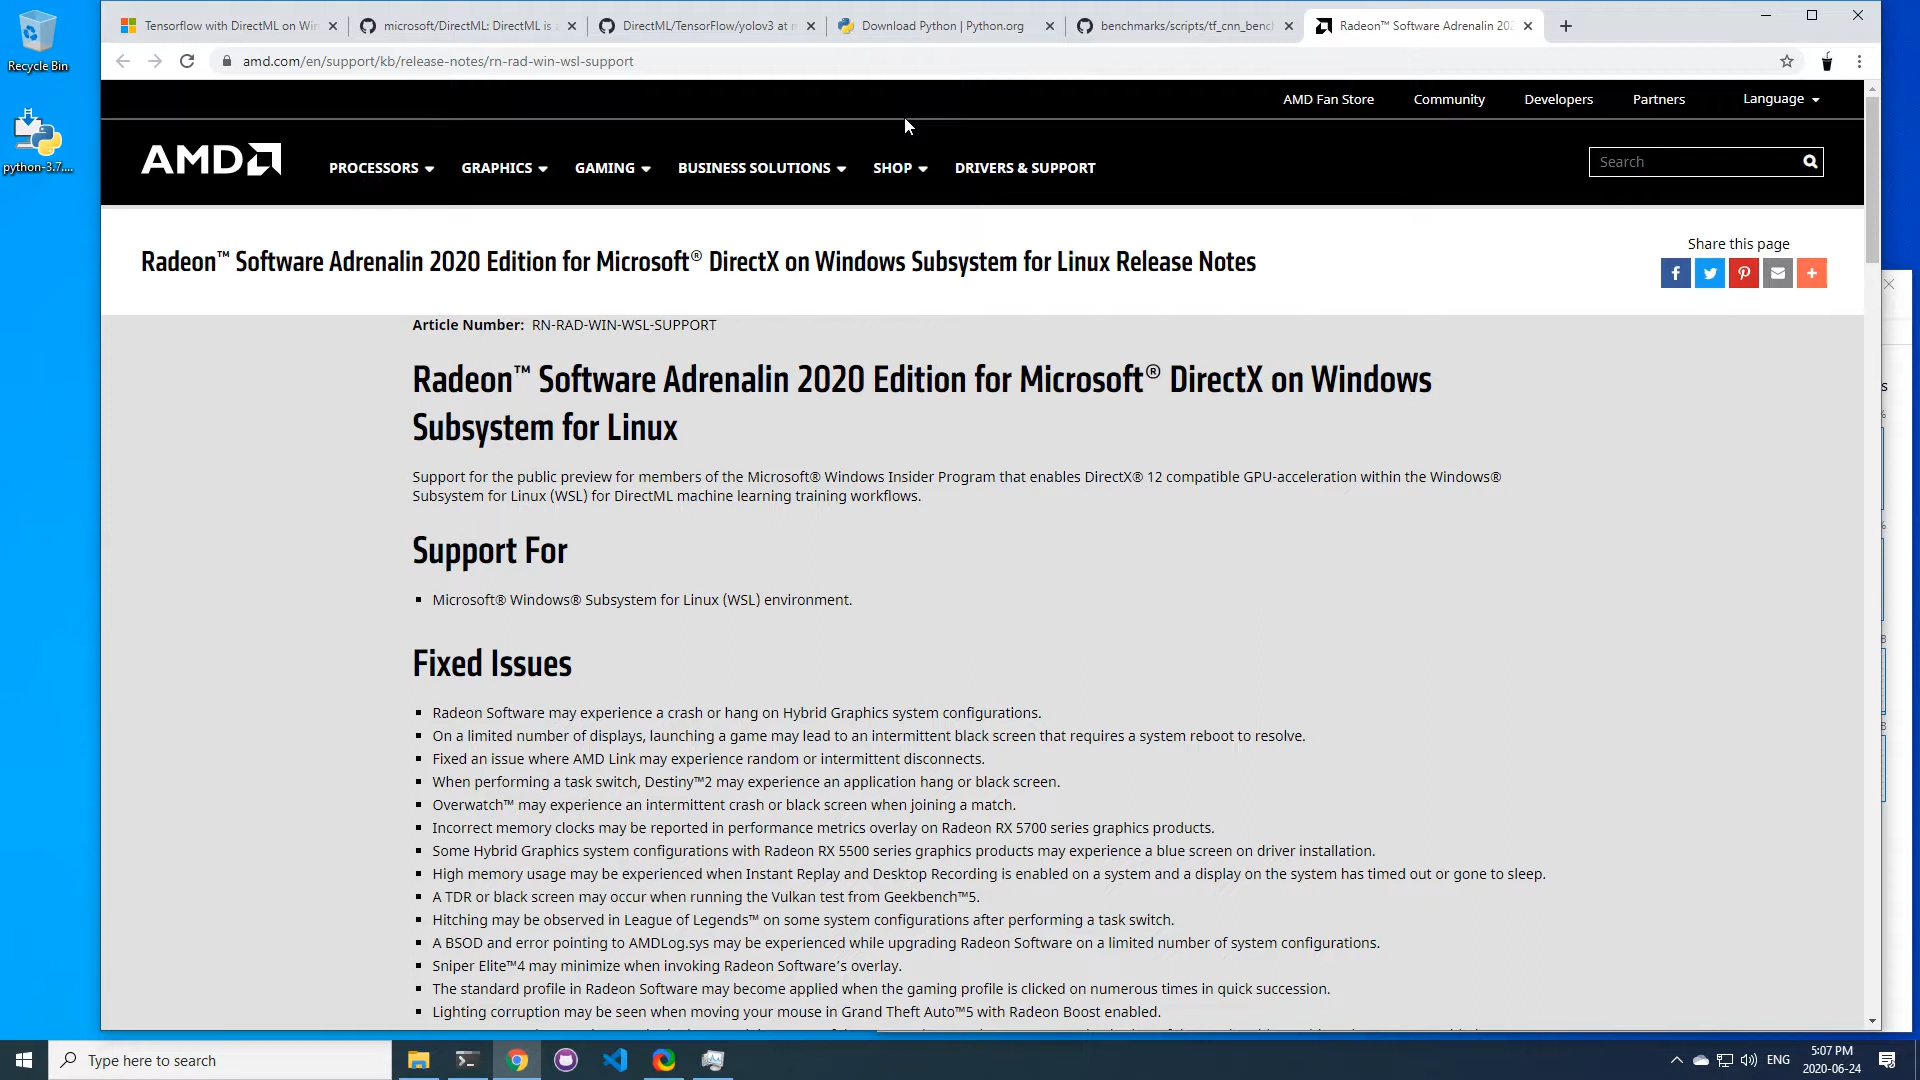 Recycle Bin
python-3.7....
Tensorflow with DirectML on Win
microsoft/DirectML: DirectML is a
DirectML/TensorFlow/yolov3 at m
Download Python | Python.org
benchmarks/scripts/tf_cnn_benc
Radeon™ Software Adrenalin 202
amd.com/en/support/kb/release-notes/rn-rad-win-wsl-support
AMD Fan Store
Community
Developers
Partners
Language
AMD
PROCESSORS
GRAPHICS
GAMING
BUSINESS SOLUTIONS
SHOP
DRIVERS & SUPPORT
Search
Radeon™ Software Adrenalin 2020 Edition for Microsoft® DirectX on Windows Subsystem for Linux Release Notes
Share this page
Article Number: RN-RAD-WIN-WSL-SUPPORT
Radeon™ Software Adrenalin 2020 Edition for Microsoft® DirectX on Windows
Subsystem for Linux
Support for the public preview for members of the Microsoft® Windows Insider Program that enables DirectX® 12 compatible GPU-acceleration within the Windows®
Subsystem for Linux (WSL) for DirectML machine learning training workflows.
Support For
Microsoft® Windows® Subsystem for Linux (WSL) environment.
Fixed Issues
Radeon Software may experience a crash or hang on Hybrid Graphics system configurations.
On a limited number of displays, launching a game may lead to an intermittent black screen that requires a system reboot to resolve.
Fixed an issue where AMD Link may experience random or intermittent disconnects.
When performing a task switch, Destiny™2 may experience an application hang or black screen.
Overwatch™ may experience an intermittent crash or black screen when joining a match.
Incorrect memory clocks may be reported in performance metrics overlay on Radeon RX 5700 series graphics products.
Some Hybrid Graphics system configurations with Radeon RX 5500 series graphics products may experience a blue screen on driver installation.
High memory usage may be experienced when Instant Replay and Desktop Recording is enabled on a system and a display on the system has timed out or gone to sleep.
A TDR or black screen may occur when running the Vulkan test from Geekbench™5.
Hitching may be observed in League of Legends™ on some system configurations after performing a task switch.
A BSOD and error pointing to AMDLog.sys may be experienced while upgrading Radeon Software on a limited number of system configurations.
Sniper Elite™4 may minimize when invoking Radeon Software's overlay.
The standard profile in Radeon Software may become applied when the gaming profile is clicked on numerous times in quick succession.
Lighting corruption may be seen when moving your mouse in Grand Theft Auto™5 with Radeon Boost enabled.
Type here to search
ENG
5:07 PM
2020-06-24